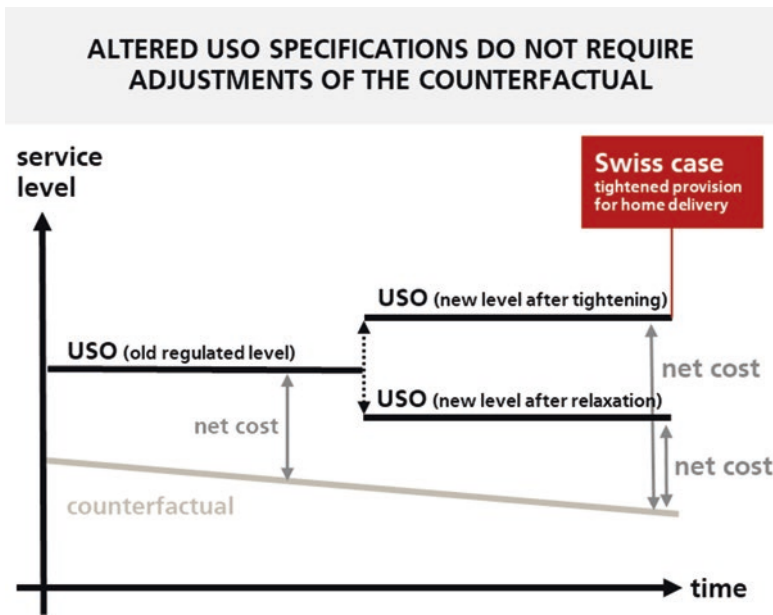 ALTERED USO SPECIFICATIONS DO NOT REQUIRE
ADJUSTMENTS OF THE COUNTERFACTUAL
service
level
Swiss case
tightened provision
for home delivery
USO (new level after tightening)
USO (old regulated level)
net cost
USO (new level after relaxation)
net cost
net cost
counterfactual
time